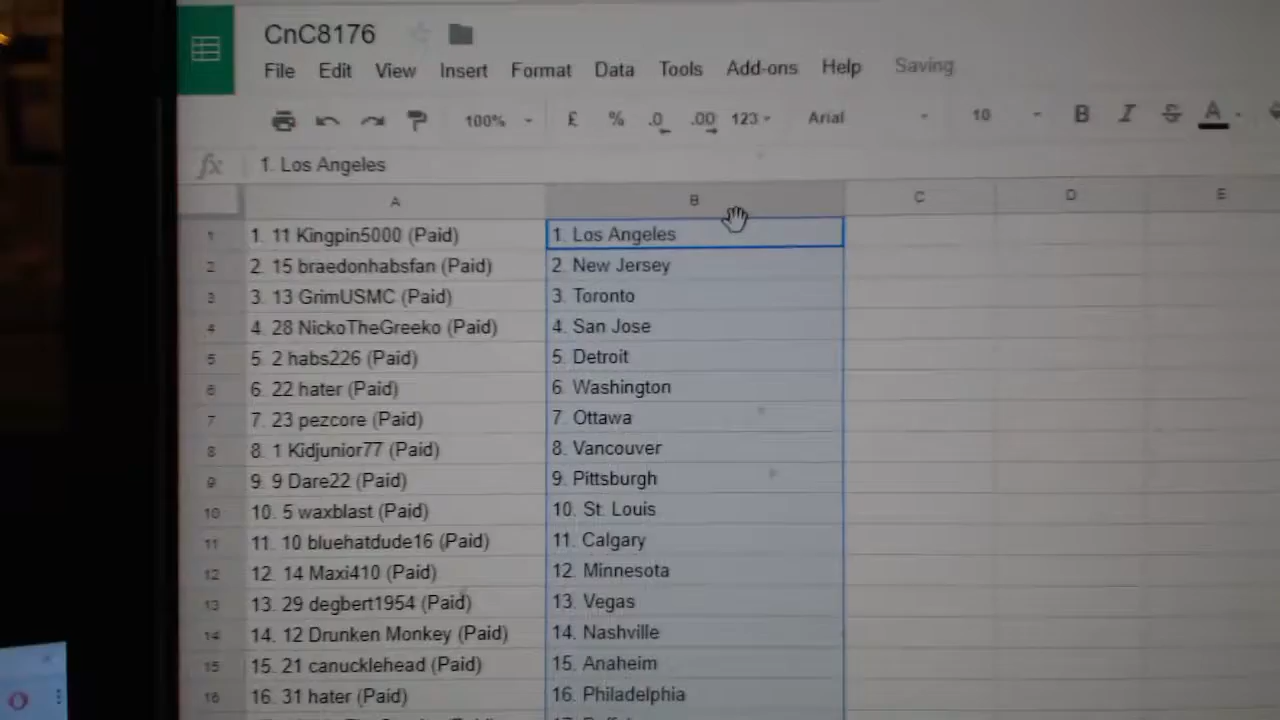 CnC8176
File Edit View Insert Format Data Tools Add-ons Help Saving
100% £ % .0 .00 123 Arial 10 B I S A
fx 1. Los Angeles
A B C D E
1 1. 11 Kingpin5000 (Paid) 1. Los Angeles
2 2. 15 braedonhabsfan (Paid) 2. New Jersey
3 3. 13 GrimUSMC (Paid) 3. Toronto
4 4. 28 NickoTheGreeko (Paid) 4. San Jose
5 5. 2 habs226 (Paid) 5. Detroit
6 6. 22 hater (Paid) 6. Washington
7 7. 23 pezcore (Paid) 7. Ottawa
8 8. 1 Kidjunior77 (Paid) 8. Vancouver
9 9. 9 Dare22 (Paid) 9. Pittsburgh
10 10. 5 waxblast (Paid) 10. St. Louis
11 11. 10 bluehatdude16 (Paid) 11. Calgary
12 12. 14 Maxi410 (Paid) 12. Minnesota
13 13. 29 degbert1954 (Paid) 13. Vegas
14 14. 12 Drunken Monkey (Paid) 14. Nashville
15 15. 21 canucklehead (Paid) 15. Anaheim
16 16. 31 hater (Paid) 16. Philadelphia